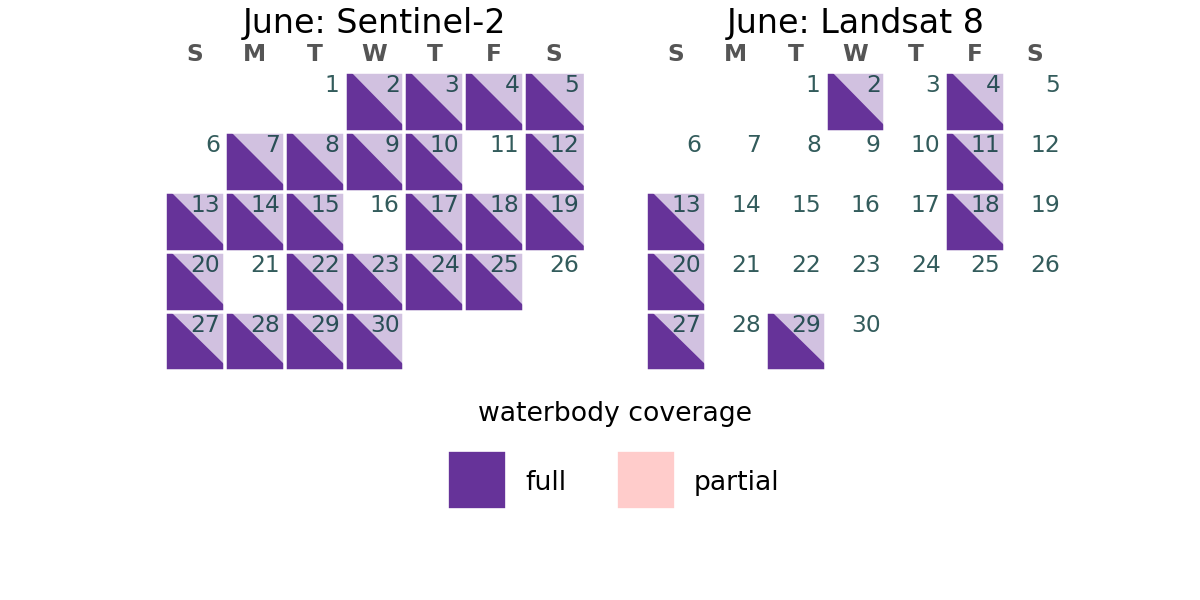 June: Sentinel-2
S M T W T F S
1 2 3 4 5
6 7 8 9 10 11 12
13 14 15 16 17 18 19
20 21 22 23 24 25 26
27 28 29 30
June: Landsat 8
S M T W T F S
1 2 3 4 5
6 7 8 9 10 11 12
13 14 15 16 17 18 19
20 21 22 23 24 25 26
27 28 29 30
waterbody coverage
full
partial